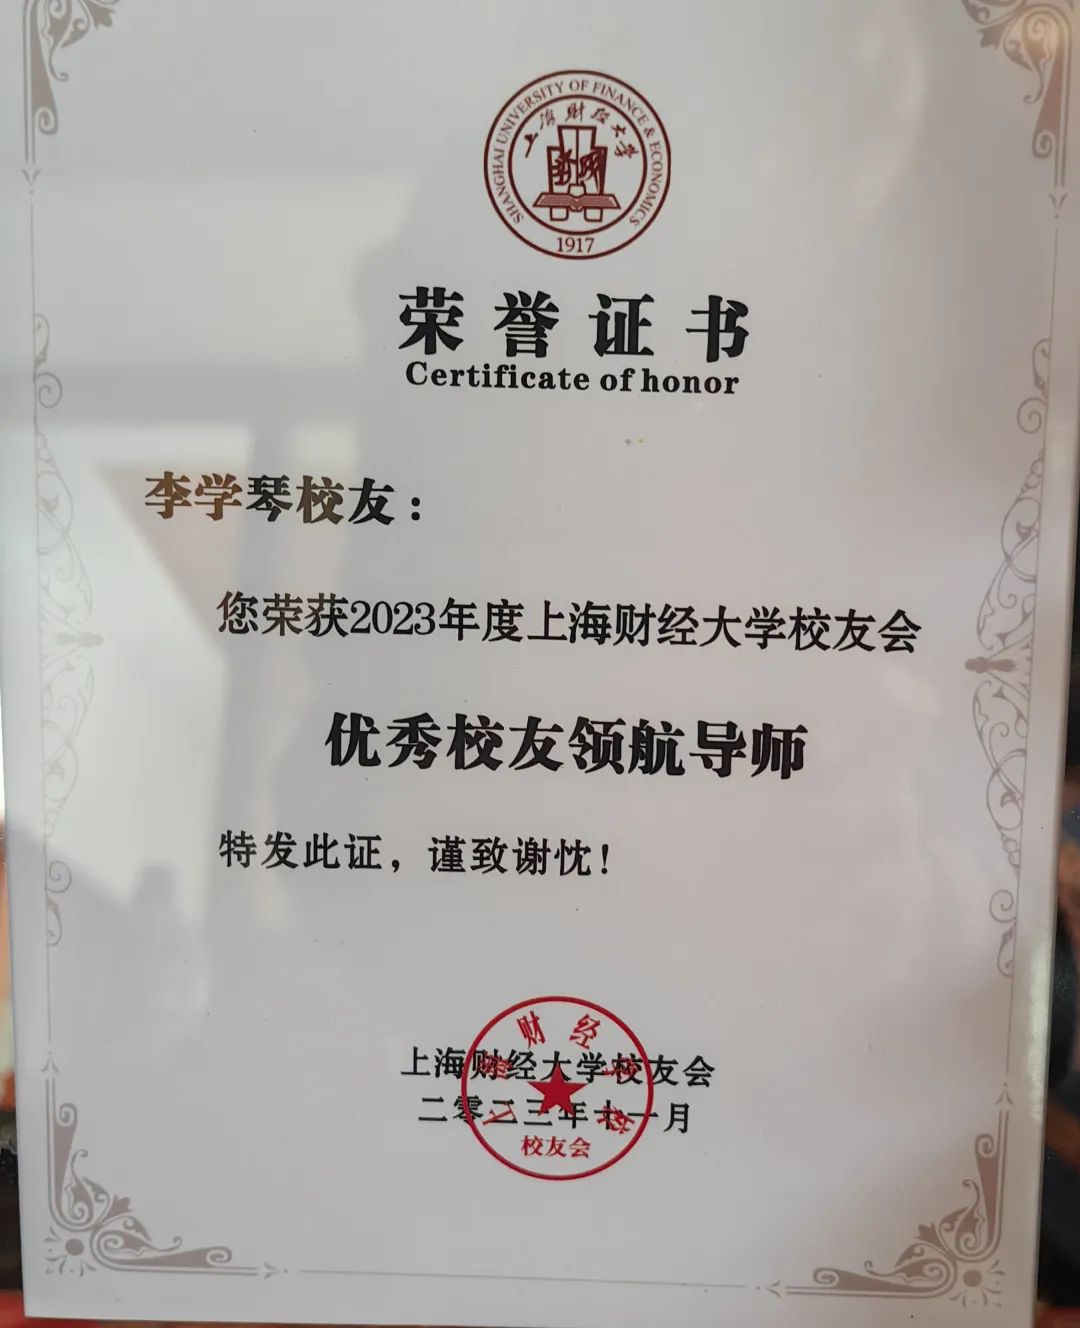 SHANGHAI UNIVERSITY OF FINANCE & ECONOMICS
上海财经大学
1917
荣誉证书
Certificate of honor
李学琴校友：
您荣获2023年度上海财经大学校友会
优秀校友领航导师
特发此证，谨致谢忱！
上海财经大学校友会
二零二三年十一月
财经
校友会